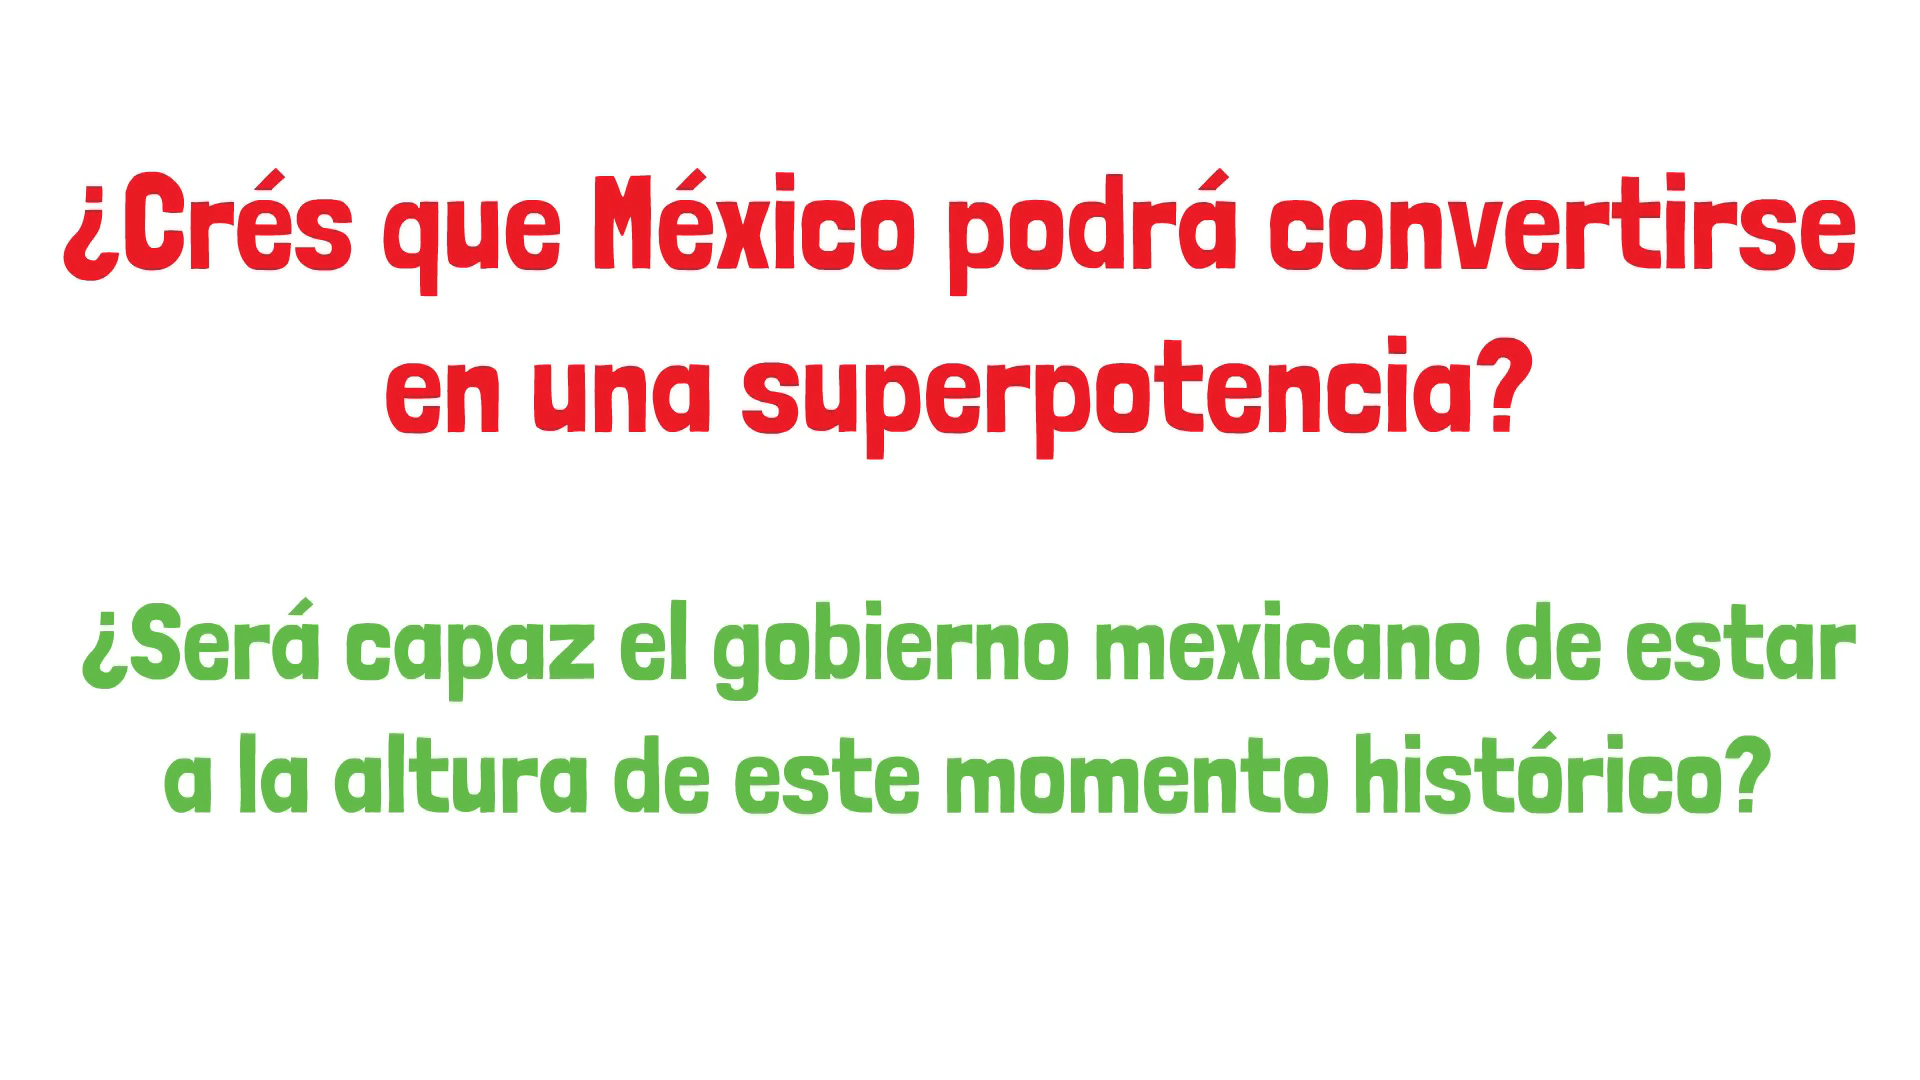 ¿Crés que México podrá convertirse
en una superpotencia?
¿Será capaz el gobierno mexicano de estar
a la altura de este momento histórico?